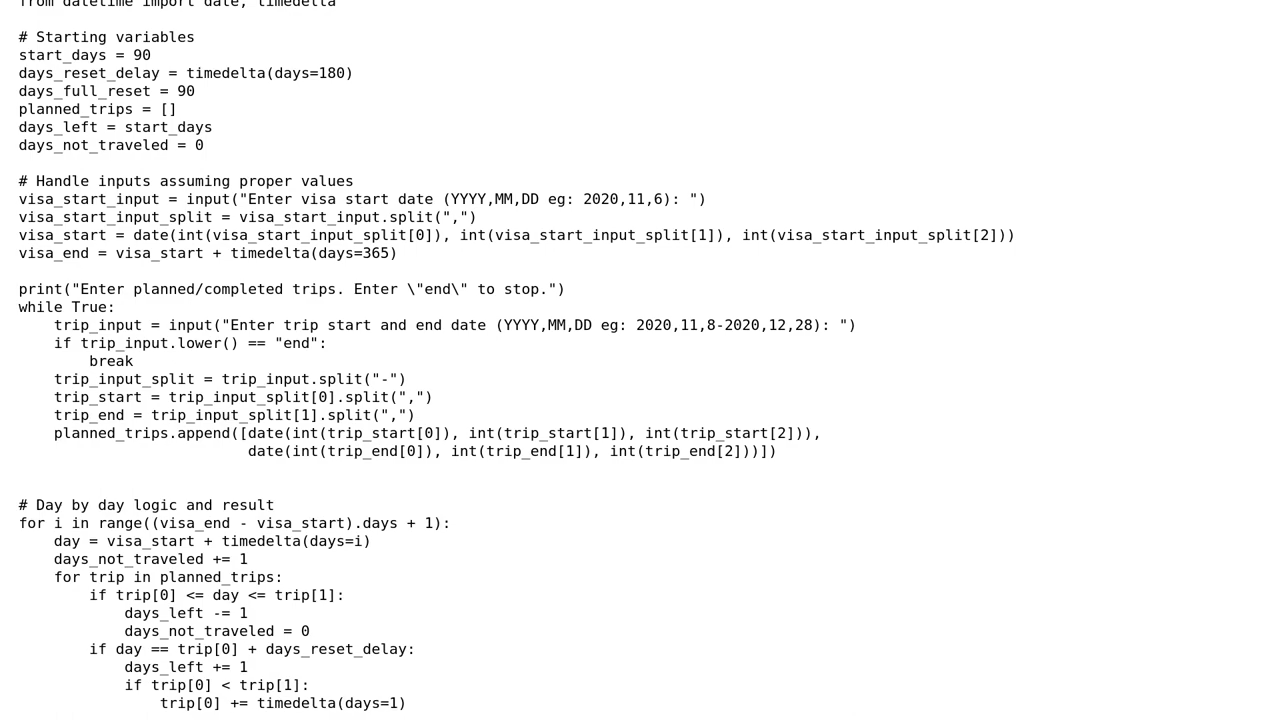 from datetime import date, timedelta
# Starting variables
start_days = 90
days_reset_delay = timedelta(days=180)
days_full_reset = 90
planned_trips = []
days_left = start_days
days_not_traveled = 0
# Handle inputs assuming proper values
visa_start_input = input("Enter visa start date (YYYY,MM,DD eg: 2020,11,6): ")
visa_start_input_split = visa_start_input.split(",")
visa_start = date(int(visa_start_input_split[0]), int(visa_start_input_split[1]), int(visa_start_input_split[2]))
visa_end = visa_start + timedelta(days=365)
print("Enter planned/completed trips. Enter \"end\" to stop.")
while True:
    trip_input = input("Enter trip start and end date (YYYY,MM,DD eg: 2020,11,8-2020,12,28): ")
    if trip_input.lower() == "end":
        break
    trip_input_split = trip_input.split("-")
    trip_start = trip_input_split[0].split(",")
    trip_end = trip_input_split[1].split(",")
    planned_trips.append([date(int(trip_start[0]), int(trip_start[1]), int(trip_start[2])),
                          date(int(trip_end[0]), int(trip_end[1]), int(trip_end[2]))])
# Day by day logic and result
for i in range((visa_end - visa_start).days + 1):
    day = visa_start + timedelta(days=i)
    days_not_traveled += 1
    for trip in planned_trips:
        if trip[0] <= day <= trip[1]:
            days_left -= 1
            days_not_traveled = 0
        if day == trip[0] + days_reset_delay:
            days_left += 1
            if trip[0] < trip[1]:
                trip[0] += timedelta(days=1)